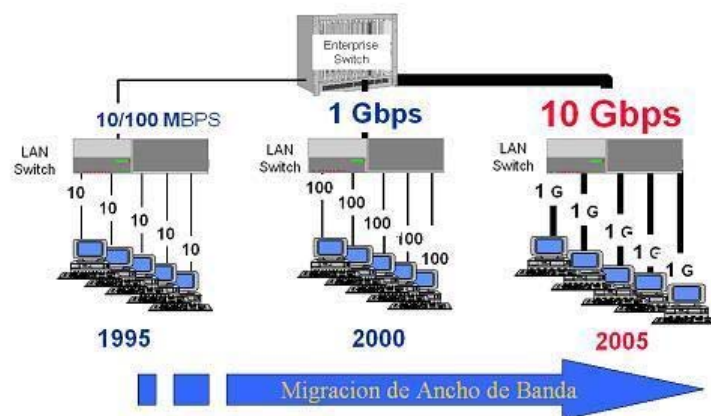 Enterprise
Switch
10/100 MBPS
1 Gbps
10 Gbps
LAN
Switch
LAN
Switch
LAN
Switch
10
10
10
10
10
100
100
100
100
100
1 G
1 G
1 G
1 G
1 G
1995
2000
2005
Migracion de Ancho de Banda